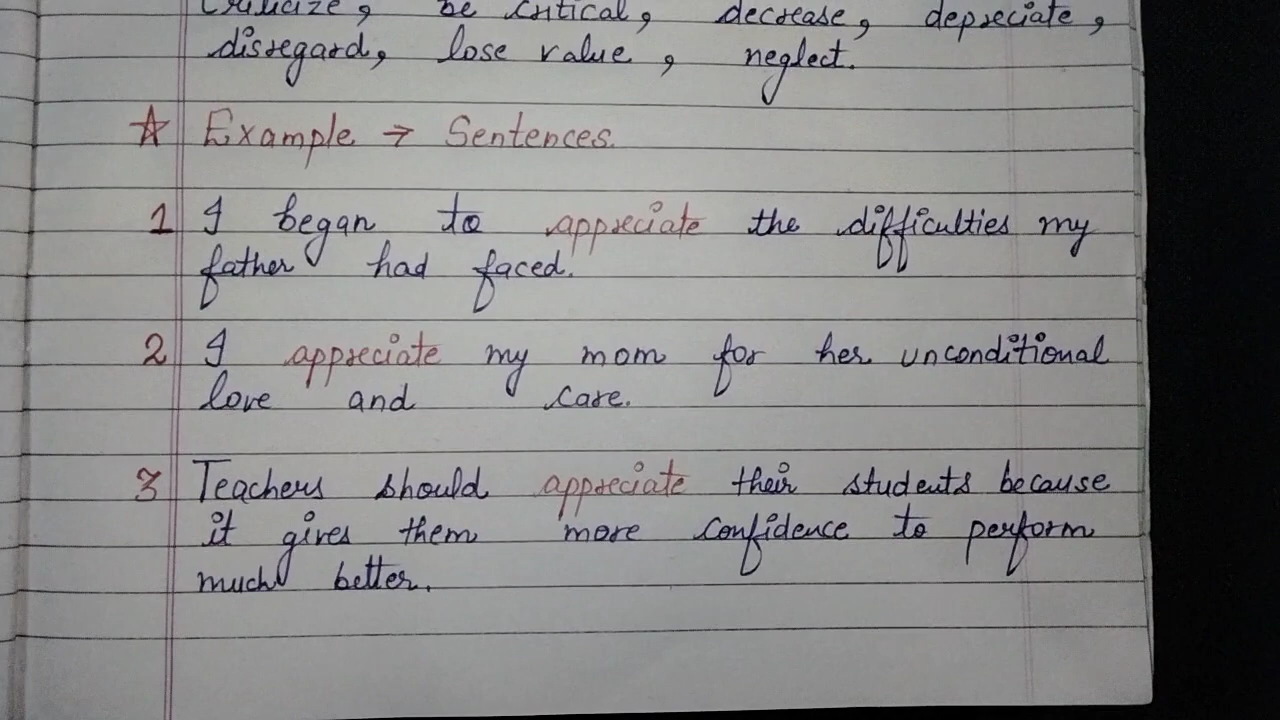 criticize, be critical, decrease, depreciate,
disregard, lose value, neglect.
☆ Example → Sentences.
1 I began to appreciate the difficulties my
father had faced.
2 I appreciate my mom for her unconditional
love and care.
3 Teachers should appreciate their students because
it gives them more confidence to perform
much better.